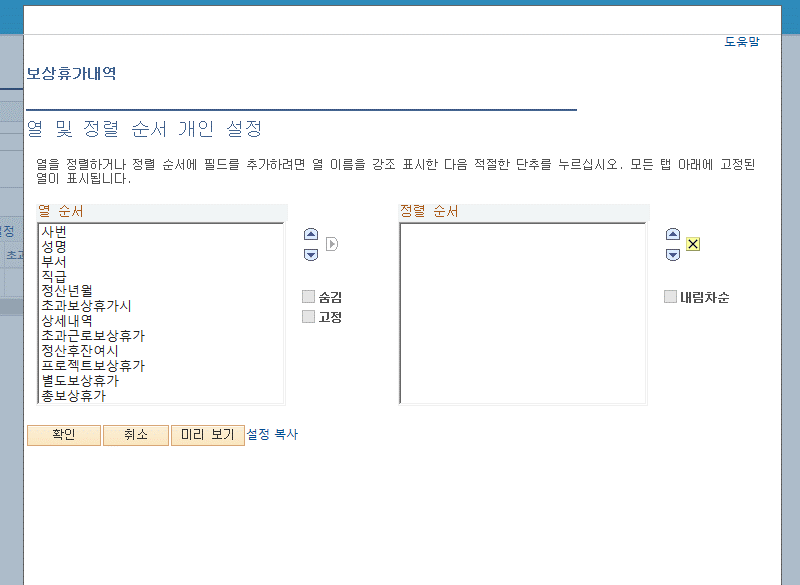 도움말
보상휴가내역
열 및 정렬 순서 개인 설정
열을 정렬하거나 정렬 순서에 필드를 추가하려면 열 이름을 강조 표시한 다음 적절한 단추를 누르십시오. 모든 탭 아래에 고정된
열이 표시됩니다.
열 순서
정렬 순서
사번
성명
부서
직급
정산년월
초과보상휴가시
상세내역
초과근로보상휴가
정산후잔여시
프로젝트보상휴가
별도보상휴가
총보상휴가
숨김
고정
내림차순
확인 취소 미리 보기 설정 복사